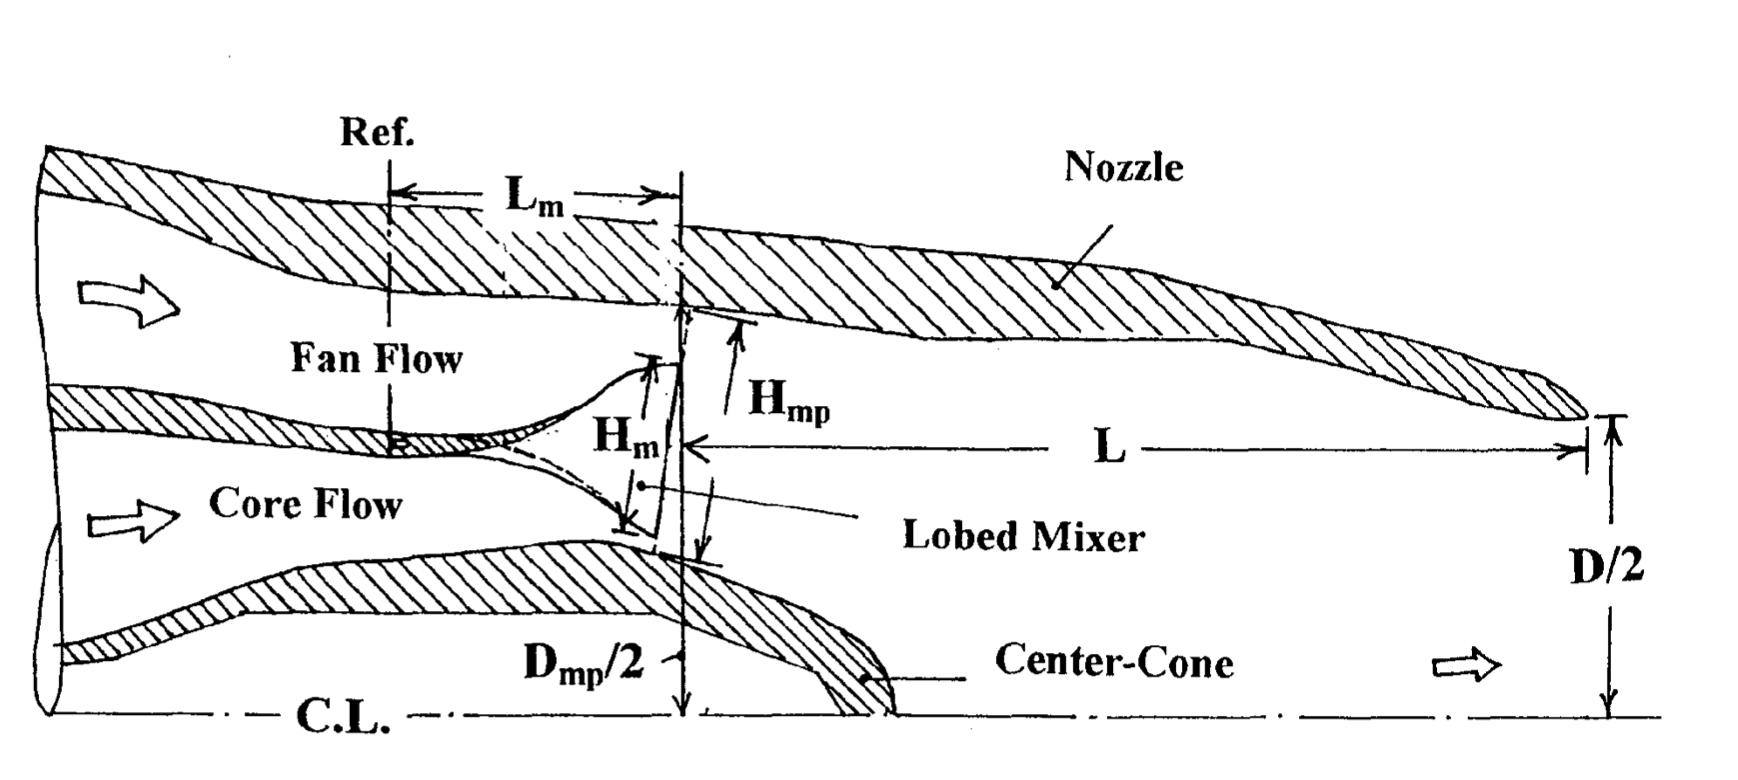 Ref.
Nozzle
Lm
Fan Flow
Hmp
Hm
L
Core Flow
Lobed Mixer
D/2
Dmp/2
Center-Cone
C.L.